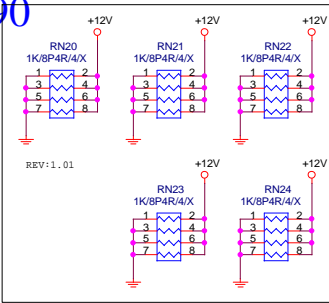 90
+12V +12V +12V
RN20 RN21 RN22
1K/8P4R/4/X 1K/8P4R/4/X 1K/8P4R/4/X
1 2 1 2 1 2
3 4 3 4 3 4
5 6 5 6 5 6
7 8 7 8 7 8
REV:1.01
+12V +12V
RN23 RN24
1K/8P4R/4/X 1K/8P4R/4/X
1 2 1 2
3 4 3 4
5 6 5 6
7 8 7 8